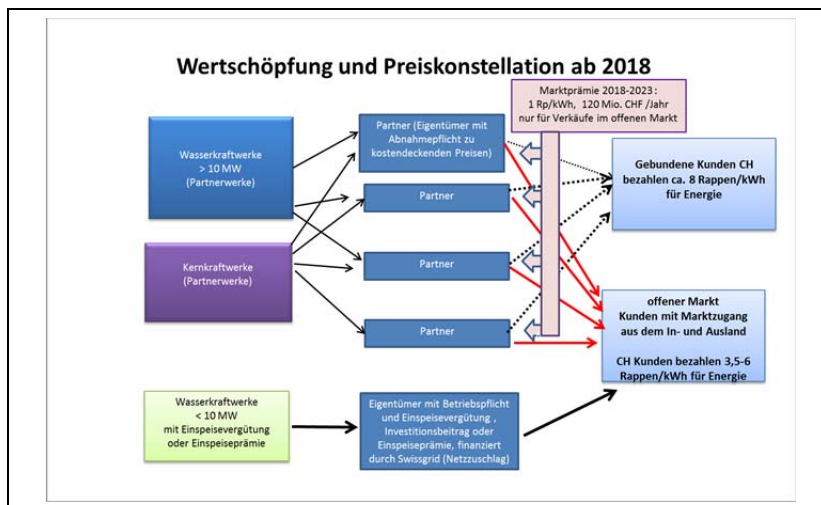 Wertschöpfung und Preiskonstellation ab 2018
Marktprämie 2018-2023:
1 Rp/kWh, 120 Mio. CHF /Jahr
nur für Verkäufe im offenen Markt
Wasserkraftwerke
> 10 MW
(Partnerwerke)
Partner (Eigentümer mit
Abnahmepflicht zu
kostendeckenden Preisen)
Gebundene Kunden CH
bezahlen ca. 8 Rappen/kWh
für Energie
Partner
Kernkraftwerke
(Partnerwerke)
Partner
Partner
offener Markt
Kunden mit Marktzugang
aus dem In- und Ausland
CH Kunden bezahlen 3,5-6
Rappen/kWh für Energie
Wasserkraftwerke
< 10 MW
mit Einspeisevergütung
oder Einspeiseprämie
Eigentümer mit Betriebspflicht
und Einspeisevergütung ,
Investitionsbeitrag oder
Einspeiseprämie, finanziert
durch Swissgrid (Netzzuschlag)